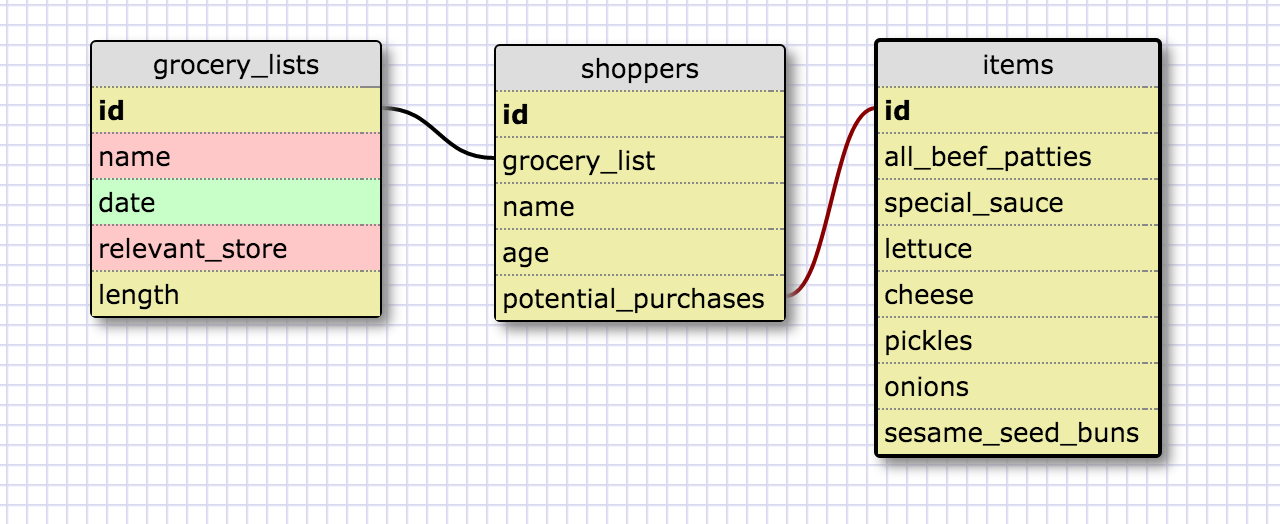 grocery_lists
id
name
date
relevant_store
length
shoppers
id
grocery_list
name
age
potential_purchases
items
id
all_beef_patties
special_sauce
lettuce
cheese
pickles
onions
sesame_seed_buns